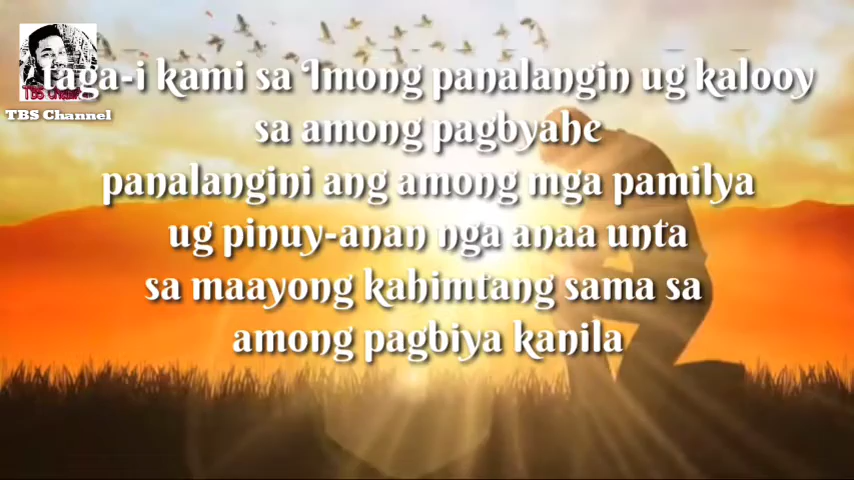 taga-i kami sa Imong panalangin ug kalooy
sa among pagbyahe
panalangini ang among mga pamilya
ug pinuy-anan nga anaa unta
sa maayong kahimtang sama sa
among pagbiya kanila
TBS Channel